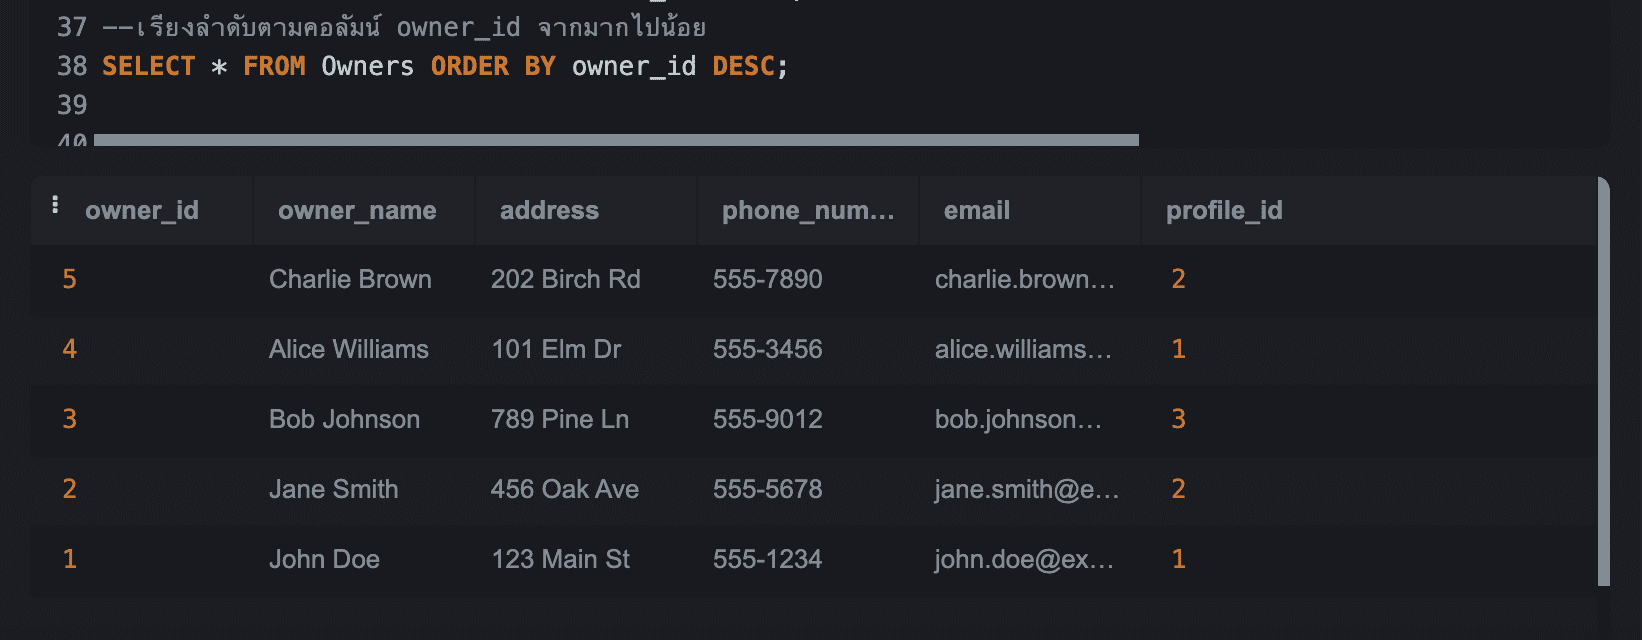 37 --เรียงลำดับตามคอลัมน์ owner_id จากมากไปน้อย
38 SELECT * FROM Owners ORDER BY owner_id DESC;
39
40
owner_id owner_name address phone_num... email profile_id
5 Charlie Brown 202 Birch Rd 555-7890 charlie.brown... 2
4 Alice Williams 101 Elm Dr 555-3456 alice.williams... 1
3 Bob Johnson 789 Pine Ln 555-9012 bob.johnson... 3
2 Jane Smith 456 Oak Ave 555-5678 jane.smith@e... 2
1 John Doe 123 Main St 555-1234 john.doe@ex... 1